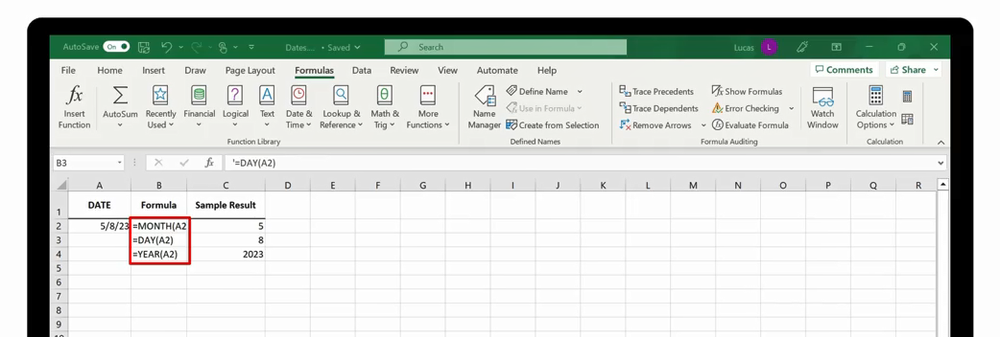 AutoSave On Dates... • Saved Search Lucas L
File Home Insert Draw Page Layout Formulas Data Review View Automate Help Comments Share
fx Σ ? A θ
Insert Function AutoSum Recently Used Financial Logical Text Date & Time Lookup & Reference Math & Trig More Functions Name Manager Define Name Use in Formula Create from Selection Trace Precedents Trace Dependents Remove Arrows Show Formulas Error Checking fx Evaluate Formula Watch Window Calculation Options
Function Library Defined Names Formula Auditing Calculation
B3 fx '=DAY(A2)
A B C D E F G H I J K L M N O P Q R
1 DATE Formula Sample Result
2 5/8/23 =MONTH(A2 5
3 =DAY(A2) 8
4 =YEAR(A2) 2023
5
6
7
8
9
10